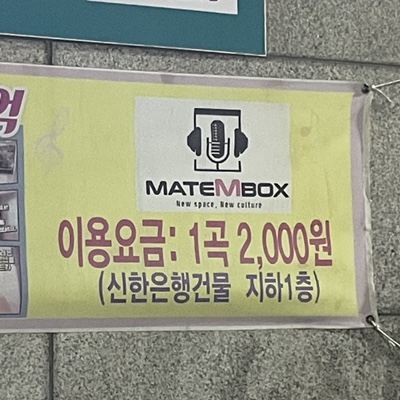 MATEMBOX
New space, New culture
이용요금: 1곡 2,000원
(신한은행건물 지하1층)